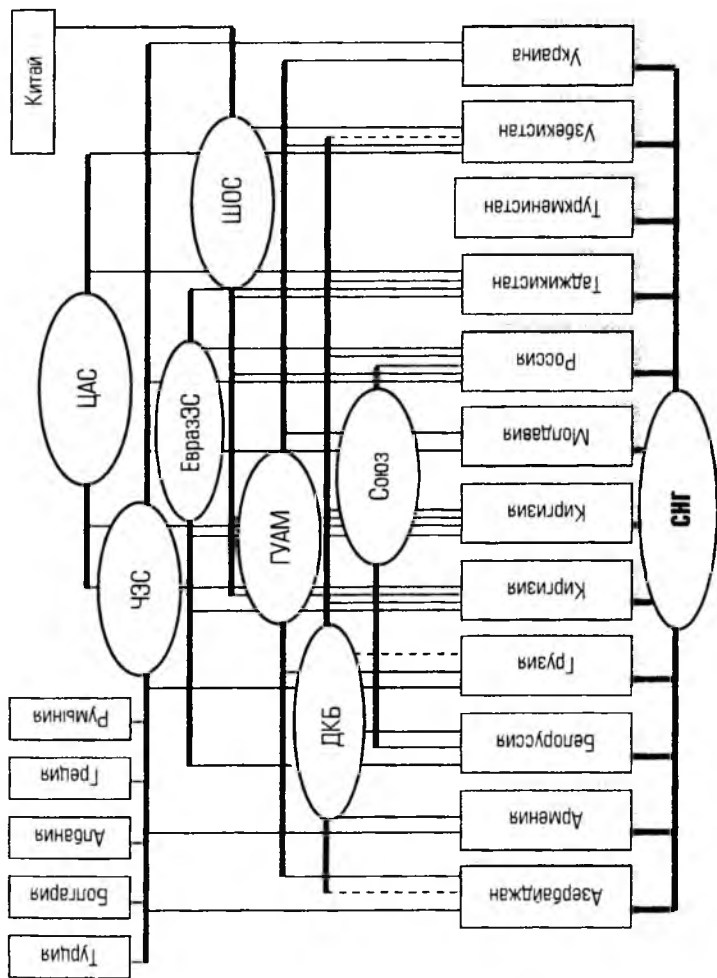 Китай
Румыния
Греция
Албания
Болгария
Турция
ЦАС
ЧЭС
ШОС
ЕвразЭС
ГУАМ
ДКБ
Союз
Украина
Узбекистан
Туркменистан
Таджикистан
Россия
Молдавия
Киргизия
Киргизия
Грузия
Белоруссия
Армения
Азербайджан
СНГ